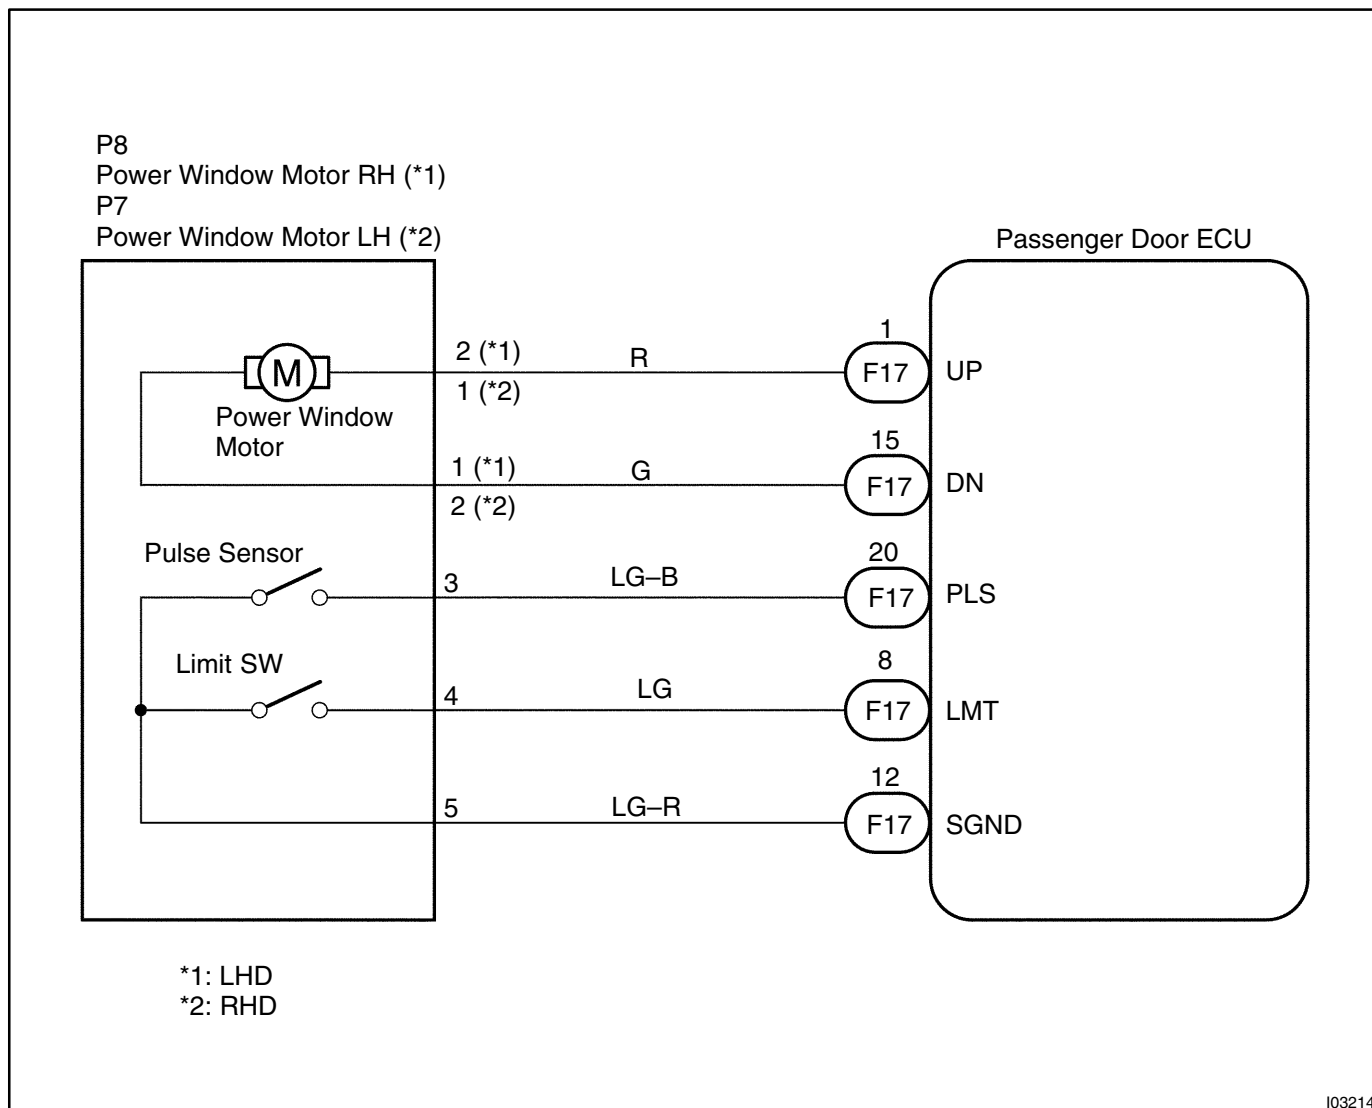 P8
Power Window Motor RH (*1)
P7
Power Window Motor LH (*2)
Passenger Door ECU
M
Power Window
Motor
2 (*1)
1 (*2)
R
1
F17
UP
1 (*1)
2 (*2)
G
15
F17
DN
Pulse Sensor
3
LG–B
20
F17
PLS
Limit SW
4
LG
8
F17
LMT
5
LG–R
12
F17
SGND
*1: LHD
*2: RHD
I03214